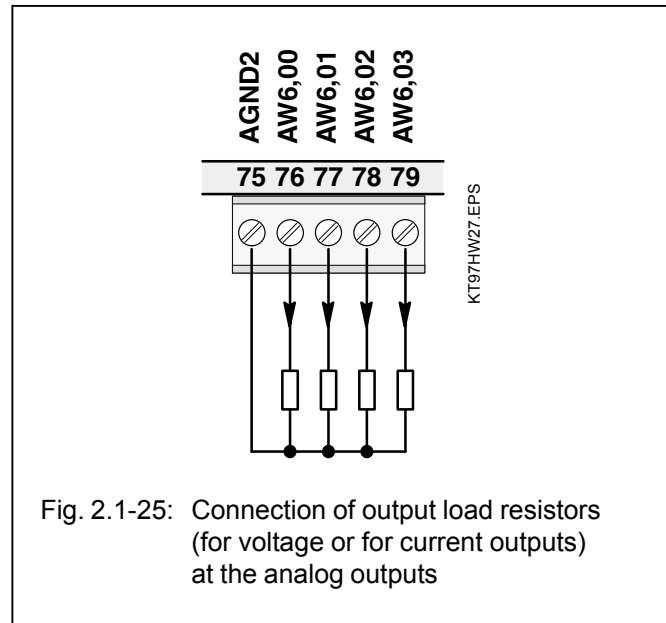 AGND2
AW6,00
AW6,01
AW6,02
AW6,03
75 76 77 78 79
KT97HW27.EPS
Fig. 2.1-25: Connection of output load resistors
(for voltage or for current outputs)
at the analog outputs